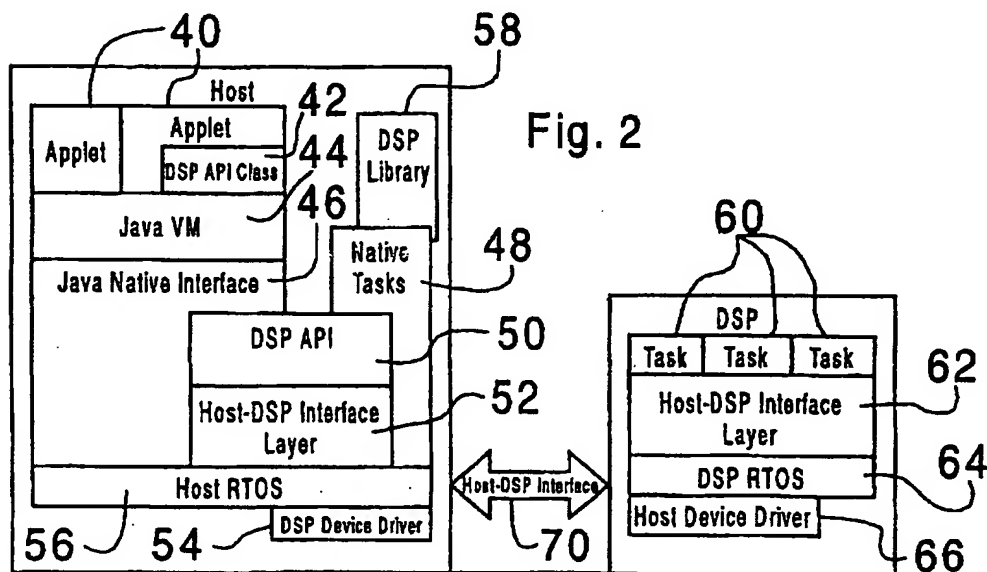 40
58
Host
42
Applet
Applet
DSP API Class
44
DSP
Library
Fig. 2
Java VM
46
Java Native Interface
Native
Tasks
48
60
DSP API
50
DSP
Task
Task
Task
Host-DSP Interface
Layer
52
Host-DSP Interface
Layer
62
Host RTOS
Host-DSP Interface
DSP RTOS
64
56
54
DSP Device Driver
70
Host Device Driver
66